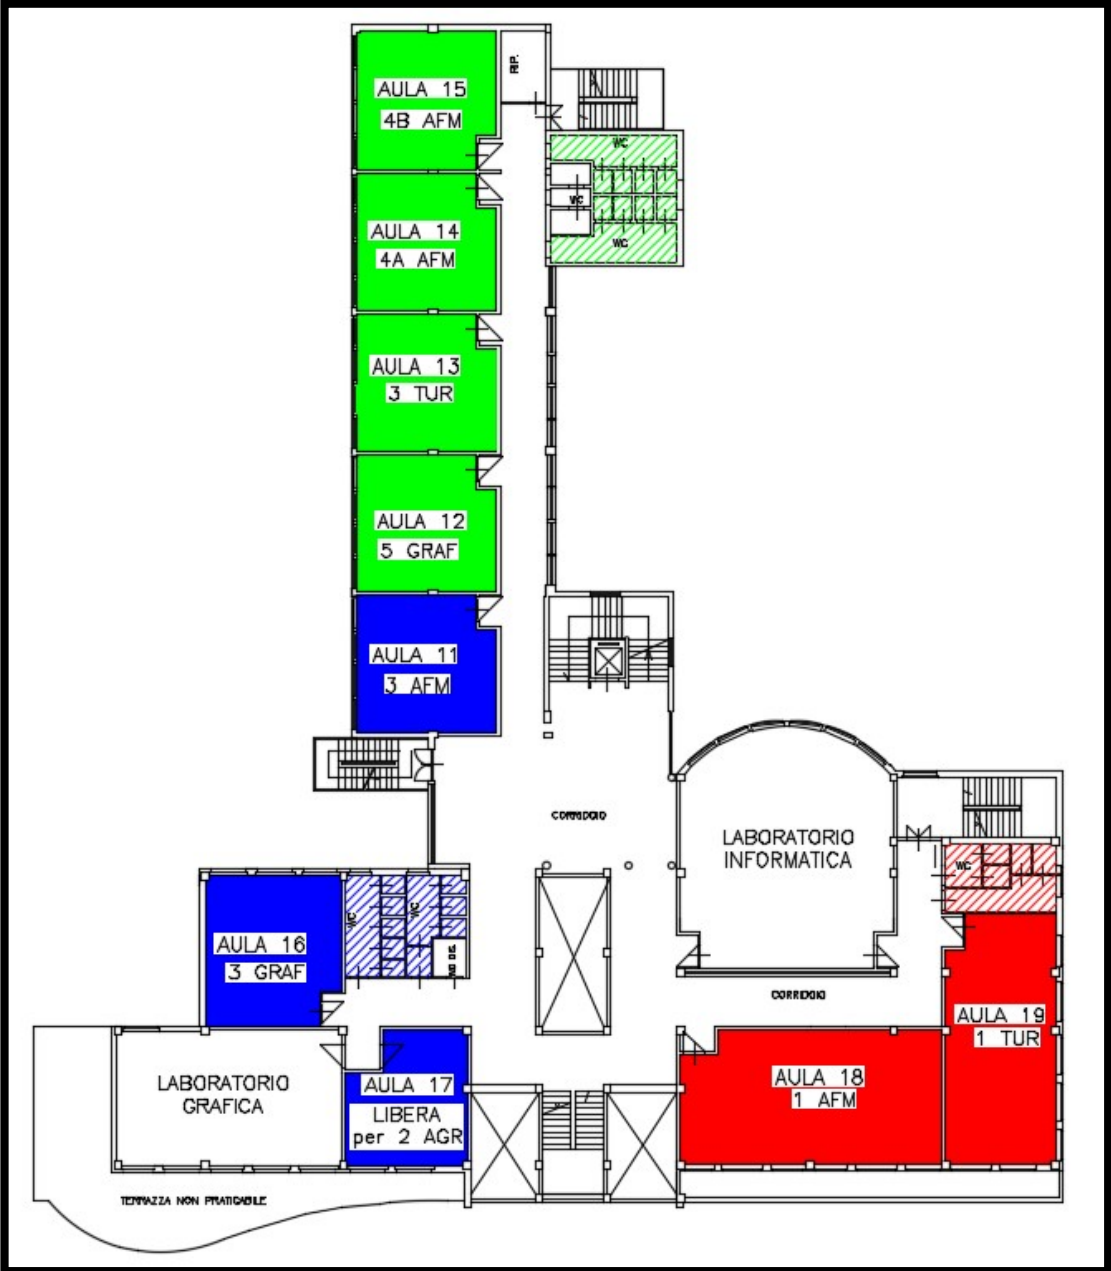 RIP.
AULA 15
4B AFM
WC
WC
WC
AULA 14
4A AFM
AULA 13
3 TUR
AULA 12
5 GRAF
AULA 11
3 AFM
CORRIDOIO
LABORATORIO
INFORMATICA
WC
WC
WC
AULA 16
3 GRAF
CORRIDOIO
AULA 19
1 TUR
AULA 18
1 AFM
AULA 17
LIBERA
per 2 AGR
LABORATORIO
GRAFICA
TERRAZZA NON PRATICABILE